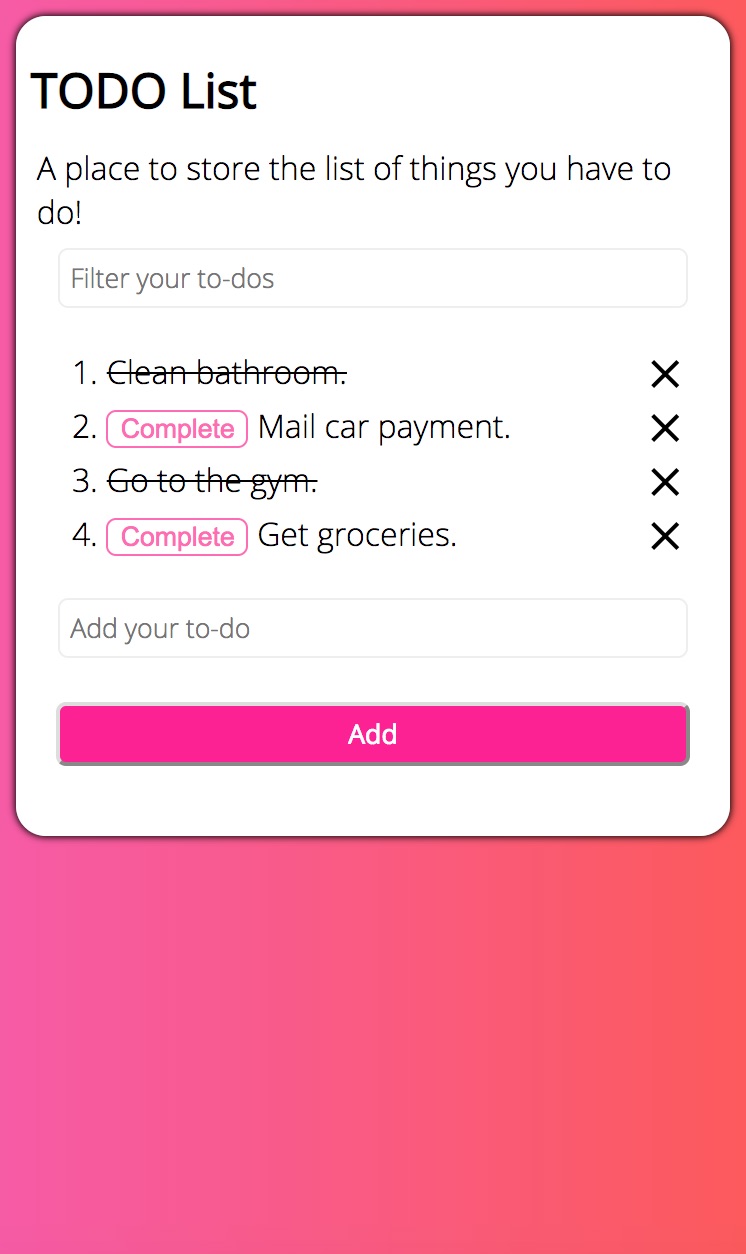 TODO List
A place to store the list of things you have to
do!
Filter your to-dos
1. Clean bathroom.
2. Complete Mail car payment.
3. Go to the gym.
4. Complete Get groceries.
Add your to-do
Add